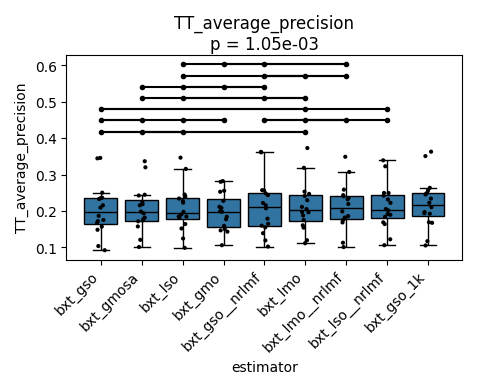 TT_average_precision
p = 1.05e-03
TT_average_precision
0.6
0.5
0.4
0.3
0.2
0.1
bxt_gso
bxt_gmosa
bxt_lso
bxt_gmo
bxt_gso__nrlmf
bxt_lmo
bxt_lmo__nrlmf
bxt_lso__nrlmf
bxt_gso_1k
estimator